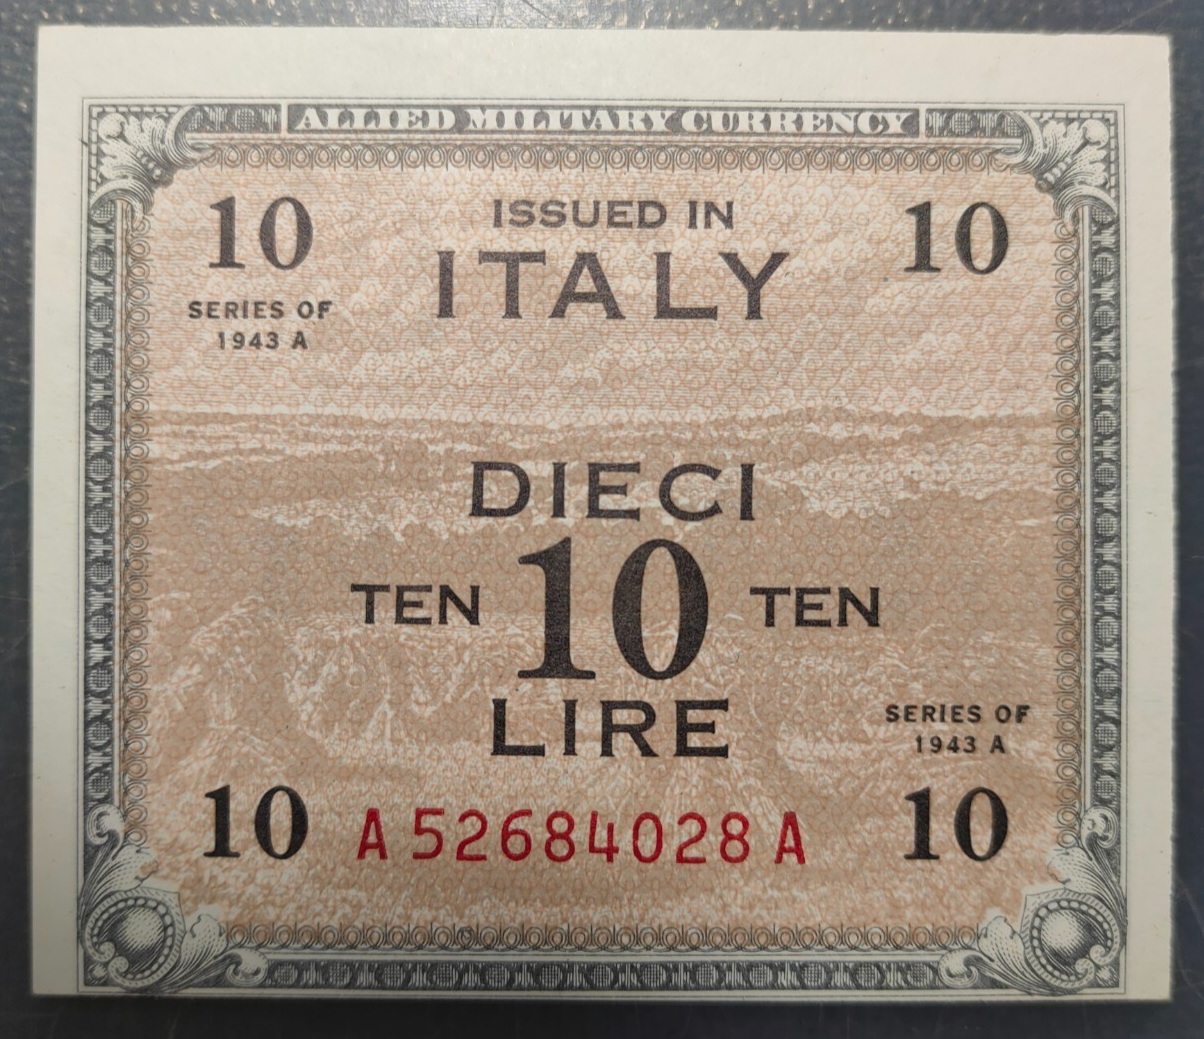 ALLIED MILITARY CURRENCY
10 ISSUED IN 10
ITALY
SERIES OF
1943 A
DIECI
TEN 10 TEN
LIRE
SERIES OF
1943 A
10 A 52684028 A 10